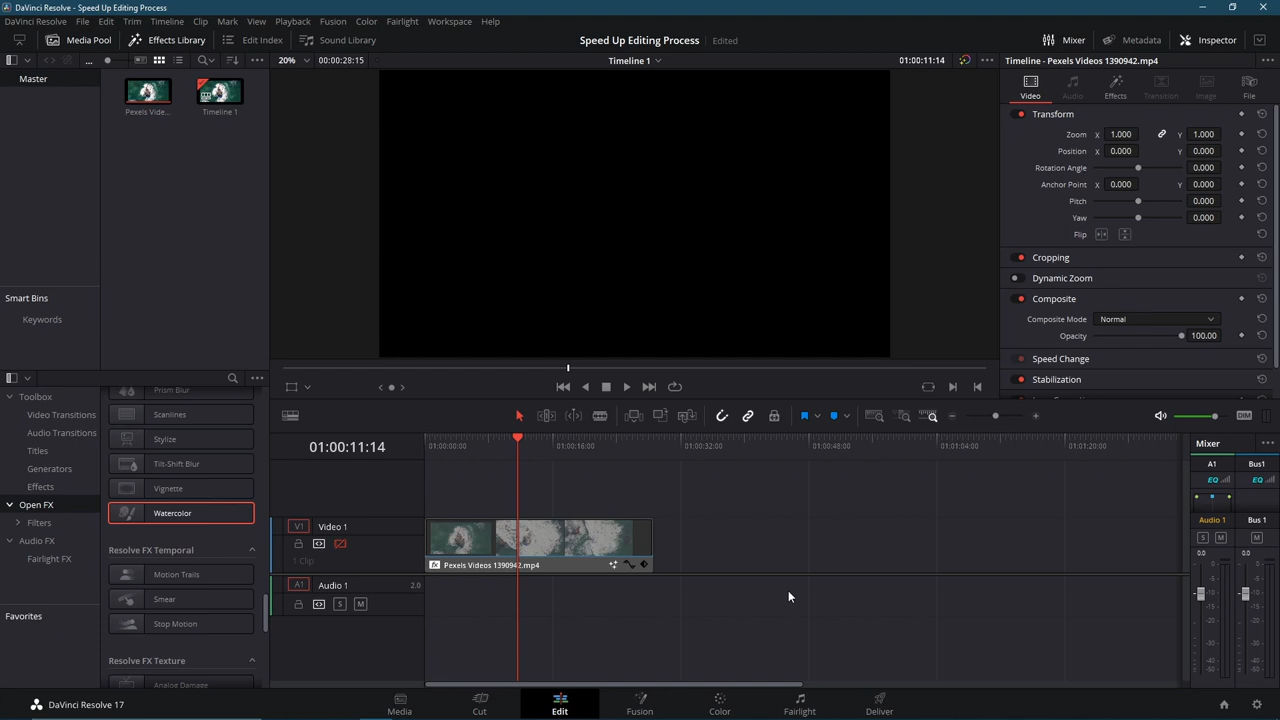 DaVinci Resolve - Speed Up Editing Process
DaVinci Resolve File Edit Trim Timeline Clip Mark View Playback Fusion Color Fairlight Workspace Help
Media Pool Effects Library Edit Index Sound Library Speed Up Editing Process Edited Mixer Metadata Inspector
... 20% 00:00:28:15 Timeline 1 01:00:11:14 Timeline - Pexels Videos 1390942.mp4
Master
Pexels Vide... Timeline 1
Video Audio Effects Transition Image File
Transform
Zoom X 1.000 Y 1.000
Position X 0.000 Y 0.000
Rotation Angle 0.000
Anchor Point X 0.000 Y 0.000
Pitch 0.000
Yaw 0.000
Flip
Cropping
Dynamic Zoom
Composite
Composite Mode Normal
Opacity 100.00
Speed Change
Stabilization
Smart Bins
Keywords
Toolbox
Video Transitions
Audio Transitions
Titles
Generators
Effects
Open FX
Filters
Audio FX
Fairlight FX
Favorites
Prism Blur
Scanlines
Stylize
Tilt-Shift Blur
Vignette
Watercolor
Resolve FX Temporal
Motion Trails
Smear
Stop Motion
Resolve FX Texture
Analog Damage
DIM
01:00:11:14 01:00:00:00 01:00:16:00 01:00:32:00 01:00:48:00 01:01:04:00 01:01:20:00
V1 Video 1
1 Clip
Pexels Videos 1390942.mp4
A1 Audio 1 2.0
S M
Mixer
A1 Bus1
EQ EQ
Audio 1 Bus 1
S M M
0.0 0.0
DaVinci Resolve 17
Media Cut Edit Fusion Color Fairlight Deliver